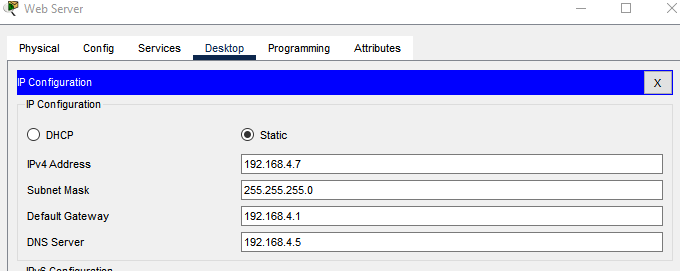 Web Server
Physical Config Services Desktop Programming Attributes
IP Configuration X
IP Configuration
DHCP Static
IPv4 Address 192.168.4.7
Subnet Mask 255.255.255.0
Default Gateway 192.168.4.1
DNS Server 192.168.4.5
IPv6 Configuration